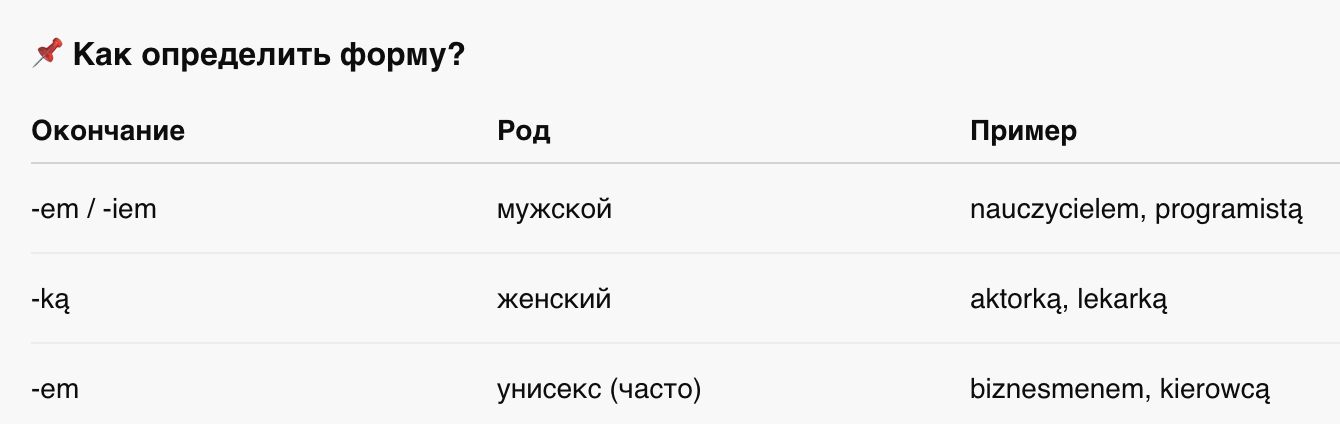 📌 Как определить форму?
Окончание Род Пример
-em / -iem мужской nauczycielem, programistą
-ką женский aktorką, lekarką
-em унисекс (часто) biznesmenem, kierowcą